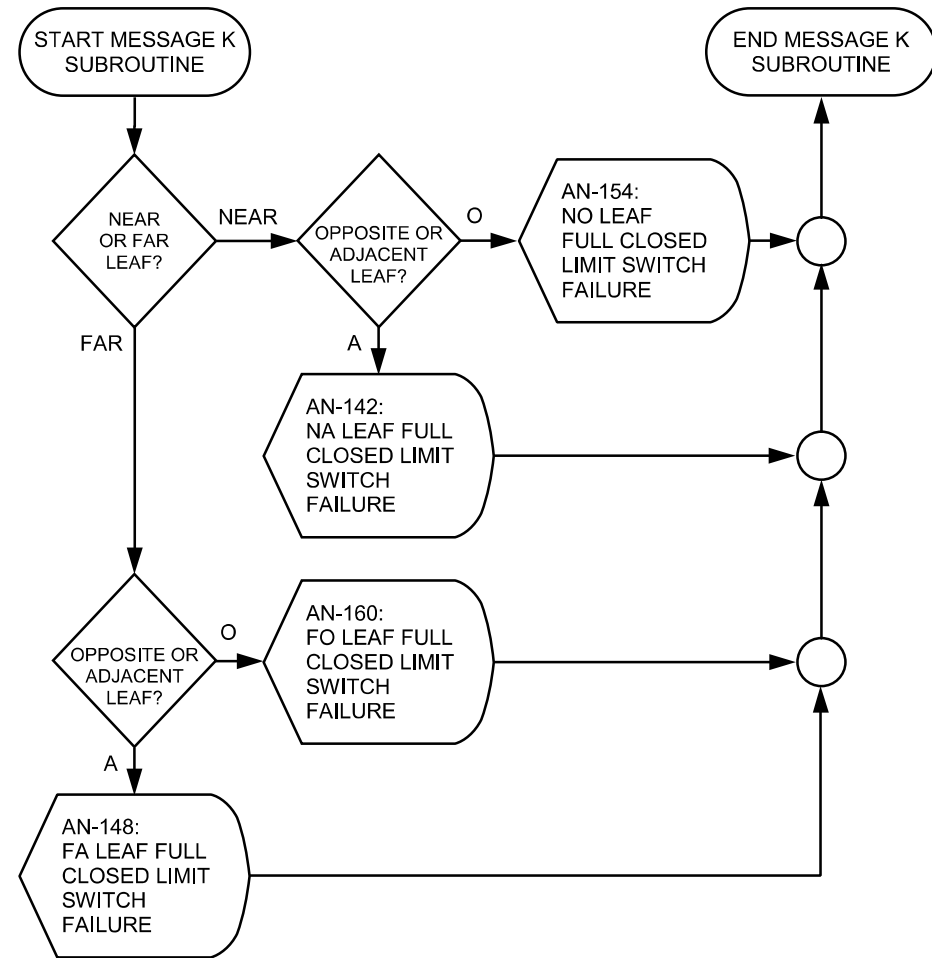 START MESSAGE K
SUBROUTINE
END MESSAGE K
SUBROUTINE
NEAR
OR FAR
LEAF?
NEAR
OPPOSITE OR
ADJACENT
LEAF?
O
AN-154:
NO LEAF
FULL CLOSED
LIMIT SWITCH
FAILURE
FAR
A
AN-142:
NA LEAF FULL
CLOSED LIMIT
SWITCH
FAILURE
OPPOSITE OR
ADJACENT
LEAF?
O
AN-160:
FO LEAF FULL
CLOSED LIMIT
SWITCH
FAILURE
A
AN-148:
FA LEAF FULL
CLOSED LIMIT
SWITCH
FAILURE